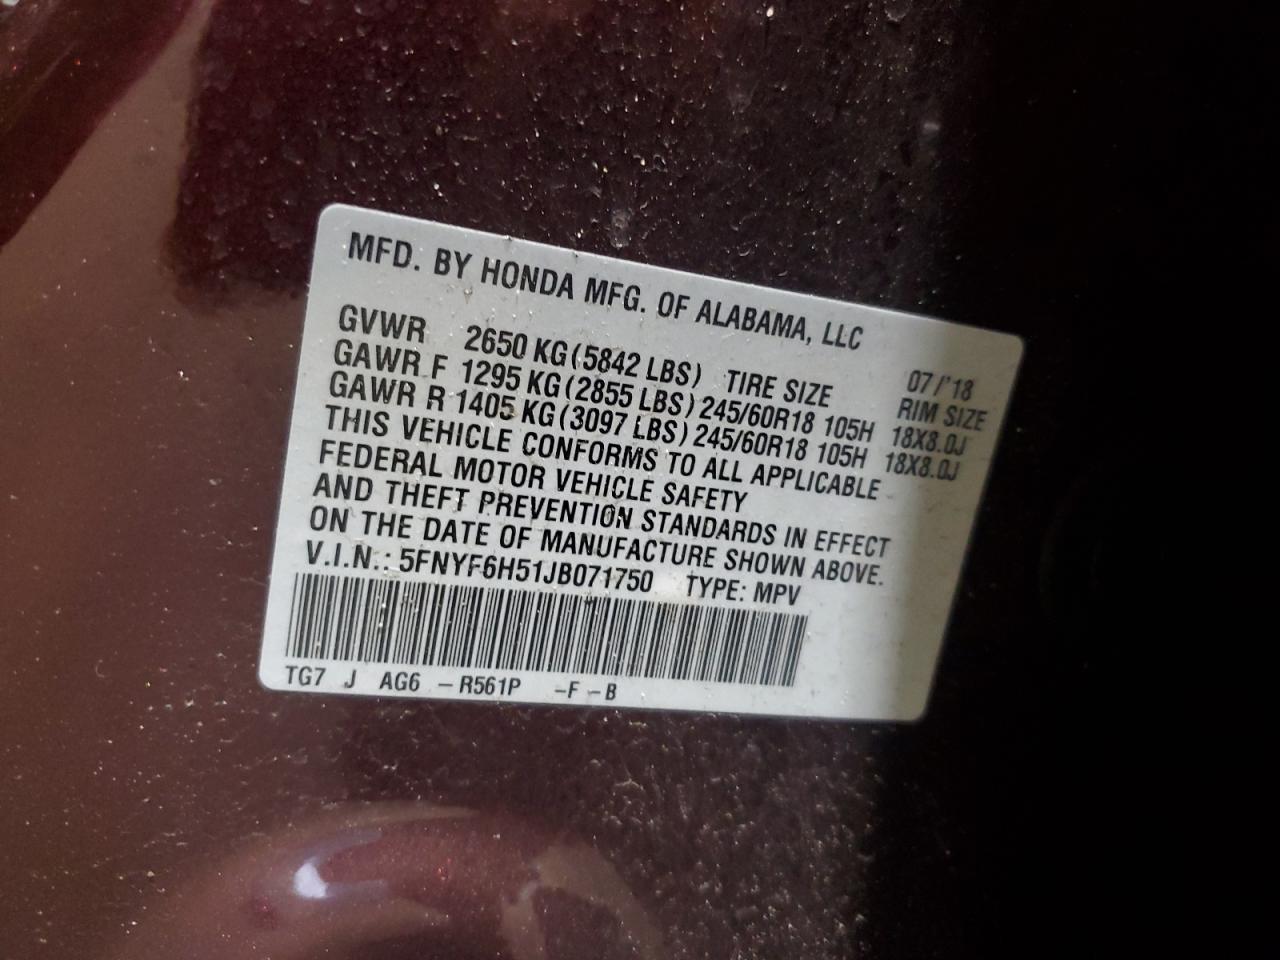 MFD. BY HONDA MFG. OF ALABAMA, LLC
07/'18
GVWR 2650 KG (5842 LBS) TIRE SIZE RIM SIZE
GAWR F 1295 KG (2855 LBS) 245/60R18 105H 18X8.0J
GAWR R 1405 KG (3097 LBS) 245/60R18 105H 18X8.0J
THIS VEHICLE CONFORMS TO ALL APPLICABLE
FEDERAL MOTOR VEHICLE SAFETY
AND THEFT PREVENTION STANDARDS IN EFFECT
ON THE DATE OF MANUFACTURE SHOWN ABOVE.
V.I.N.: 5FNYF6H51JB071750 TYPE: MPV
TG7 J AG6 – R561P –F – B